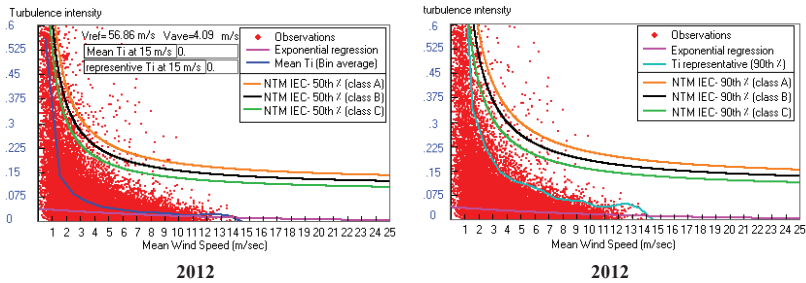 Turbulence intensity
Vref=56.86 m/s Vave=4.09 m/s
Mean Ti at 15 m/s 0.
representive Ti at 15 m/s 0.
Observations
Exponential regression
Mean Ti (Bin average)
NTM IEC- 50th % (class A)
NTM IEC- 50th % (class B)
NTM IEC- 50th % (class C)
.6
.525
.45
.375
.3
.225
.15
.075
0
1 2 3 4 5 6 7 8 9 10 11 12 13 14 15 16 17 18 19 20 21 22 23 24 25
Mean Wind Speed (m/sec)
2012
turbulence intensity
Observations
Exponential regression
Ti representative (90th %)
NTM IEC- 90th % (class A)
NTM IEC- 90th % (class B)
NTM IEC- 90th % (class C)
.6
.525
.45
.375
.3
.225
.15
.075
0
1 2 3 4 5 6 7 8 9 10 11 12 13 14 15 16 17 18 19 20 21 22 23 24 25
Mean Wind Speed (m/sec)
2012